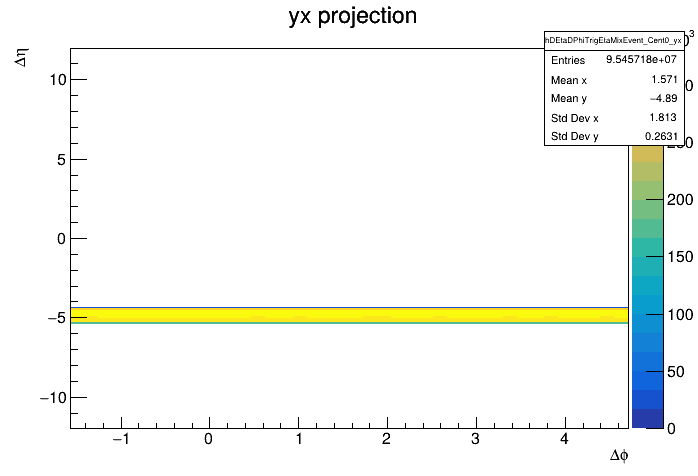 yx projection
hDEtaDPhiTrigEtaMixEvent_Cent0_yx
Entries 9.545718e+07
Mean x 1.571
Mean y −4.89
Std Dev x 1.813
Std Dev y 0.2631
Δη
10
5
0
−5
−10
−1 0 1 2 3 4
Δϕ
200
150
100
50
0